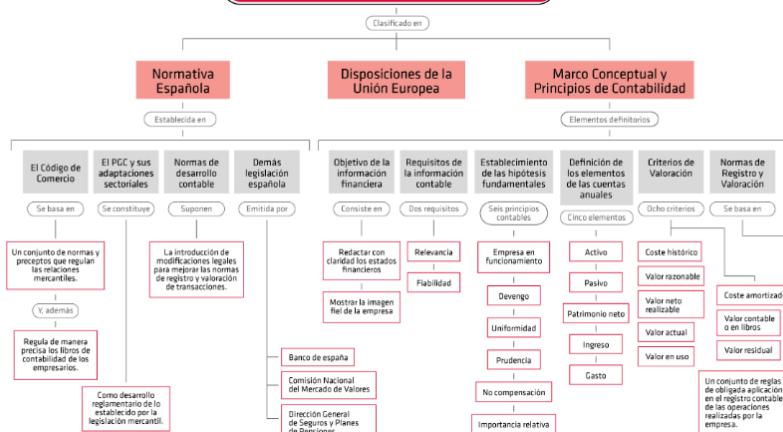 Clasificado en
Normativa
Española
Disposiciones de la
Unión Europea
Marco Conceptual y
Principios de Contabilidad
Establecida en
Elementos definitorios
El Código de
Comercio
El PGC y sus
adaptaciones
sectoriales
Normas de
desarrollo
contable
Demás
legislación
española
Objetivo de la
información
financiera
Requisitos de
la información
contable
Establecimiento
de las hipótesis
fundamentales
Definición de
los elementos
de las cuentas
anuales
Criterios de
Valoración
Normas de
Registro y
Valoración
Se basa en
Se constituye
Suponen
Emitida por
Consiste en
Dos requisitos
Seis principios
contables
Cinco elementos
Ocho criterios
Se basa en
Un conjunto de normas y
preceptos que regulan
las relaciones
mercantiles.
Y, además
Regula de manera
precisa los libros de
contabilidad de los
empresarios.
Como desarrollo
reglamentario de lo
establecido por la
legislación mercantil.
La introducción de
modificaciones legales
para mejorar las normas
de registro y valoración
de transacciones.
Banco de españa
Comisión Nacional
del Mercado de Valores
Dirección General
de Seguros y Planes
de Pensiones
Redactar con
claridad los estados
financieros
Mostrar la imagen
fiel de la empresa
Relevancia
Fiabilidad
Empresa en
funcionamiento
Devengo
Uniformidad
Prudencia
No compensación
Importancia relativa
Activo
Pasivo
Patrimonio neto
Ingreso
Gasto
Coste histórico
Valor razonable
Valor neto
realizable
Valor actual
Valor en uso
Coste amortizad
Valor contable
o en libros
Valor residual
Un conjunto de reglas
de obligada aplicación
en el registro contable
de las operaciones
realizadas por la
empresa.